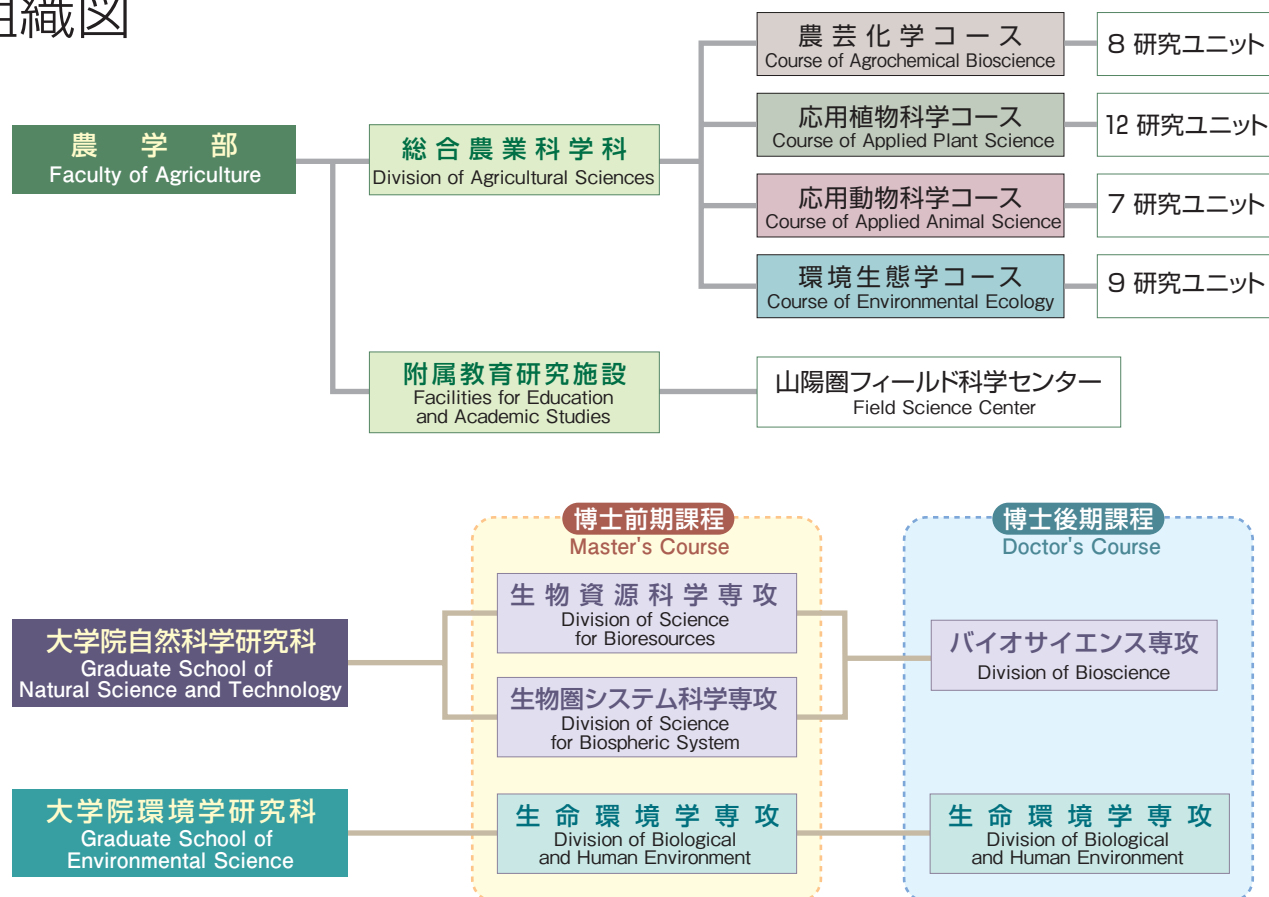 組織図
農芸化学コース
Course of Agrochemical Bioscience
8 研究ユニット
応用植物科学コース
Course of Applied Plant Science
12 研究ユニット
農学部
Faculty of Agriculture
総合農業科学科
Division of Agricultural Sciences
応用動物科学コース
Course of Applied Animal Science
7 研究ユニット
環境生態学コース
Course of Environmental Ecology
9 研究ユニット
附属教育研究施設
Facilities for Education
and Academic Studies
山陽圏フィールド科学センター
Field Science Center
博士前期課程
Master's Course
博士後期課程
Doctor's Course
大学院自然科学研究科
Graduate School of
Natural Science and Technology
生物資源科学専攻
Division of Science
for Bioresources
生物圏システム科学専攻
Division of Science
for Biospheric System
バイオサイエンス専攻
Division of Bioscience
大学院環境学研究科
Graduate School of
Environmental Science
生命環境学専攻
Division of Biological
and Human Environment
生命環境学専攻
Division of Biological
and Human Environment